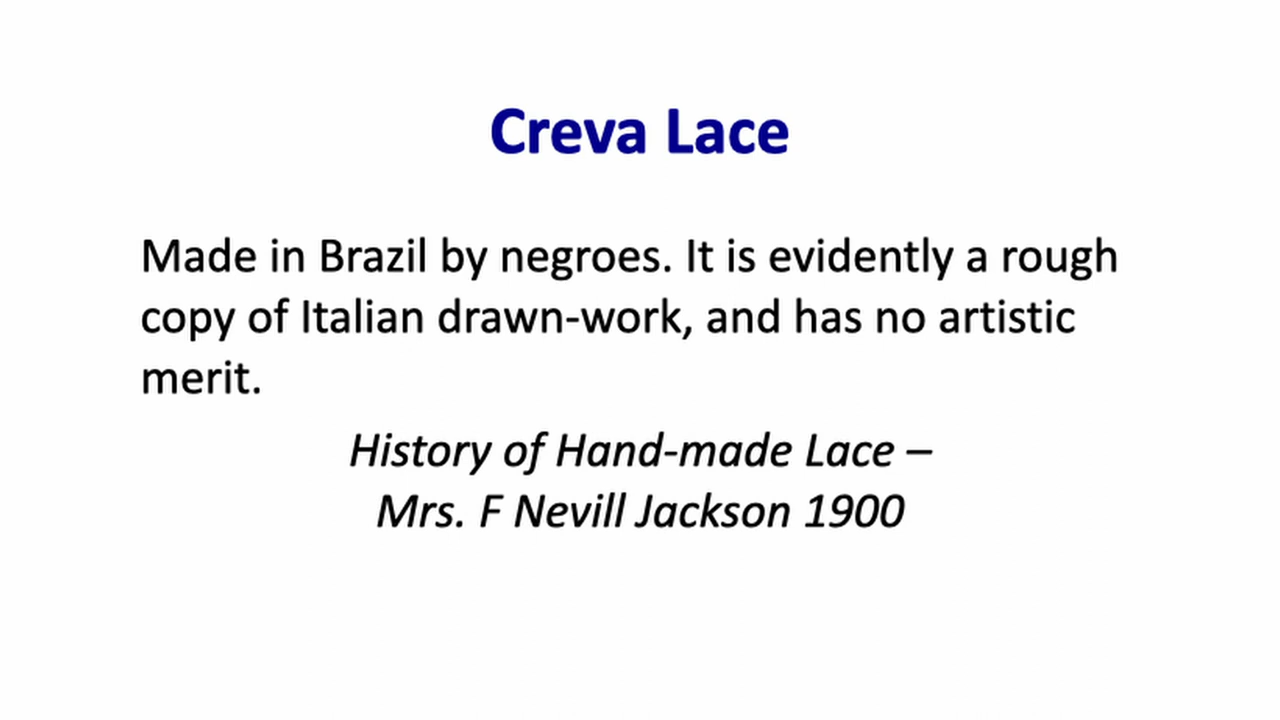 Creva Lace
Made in Brazil by negroes. It is evidently a rough
copy of Italian drawn-work, and has no artistic
merit.
History of Hand-made Lace –
Mrs. F Nevill Jackson 1900